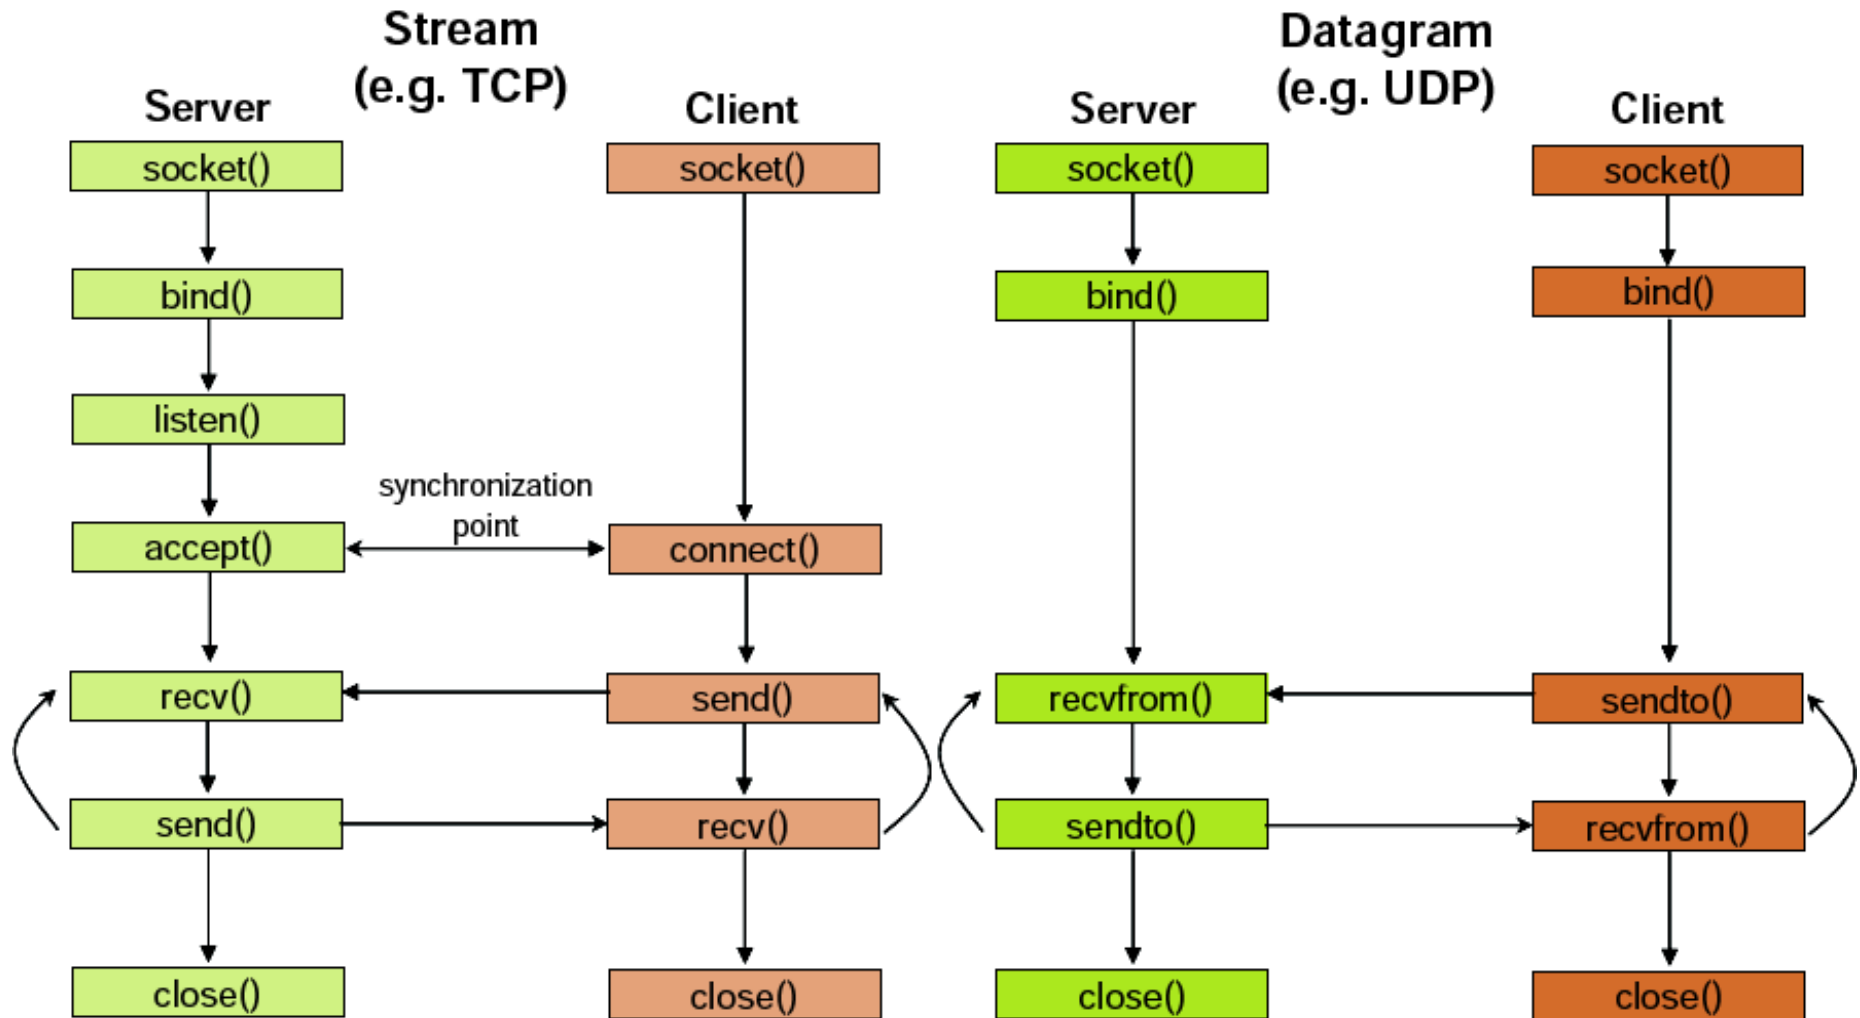 Stream
(e.g. TCP)
Server
Client
socket()
bind()
listen()
accept()
recv()
send()
close()
synchronization
point
socket()
connect()
send()
recv()
close()
Datagram
(e.g. UDP)
Server
Client
socket()
bind()
recvfrom()
sendto()
close()
socket()
bind()
sendto()
recvfrom()
close()